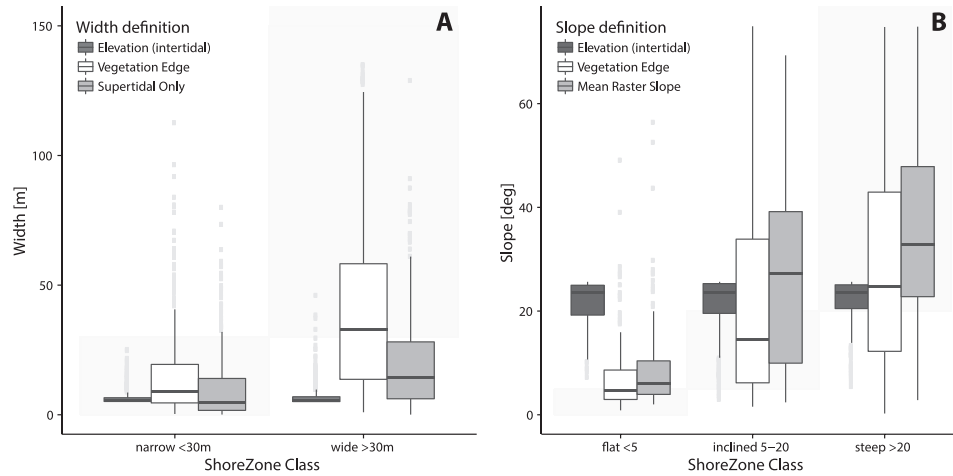 A
Width definition
Elevation (intertidal)
Vegetation Edge
Supertidal Only
150
100
50
0
Width [m]
narrow <30m
wide >30m
ShoreZone Class
B
Slope definition
Elevation (intertidal)
Vegetation Edge
Mean Raster Slope
60
40
20
0
Slope [deg]
flat <5
inclined 5–20
steep >20
ShoreZone Class